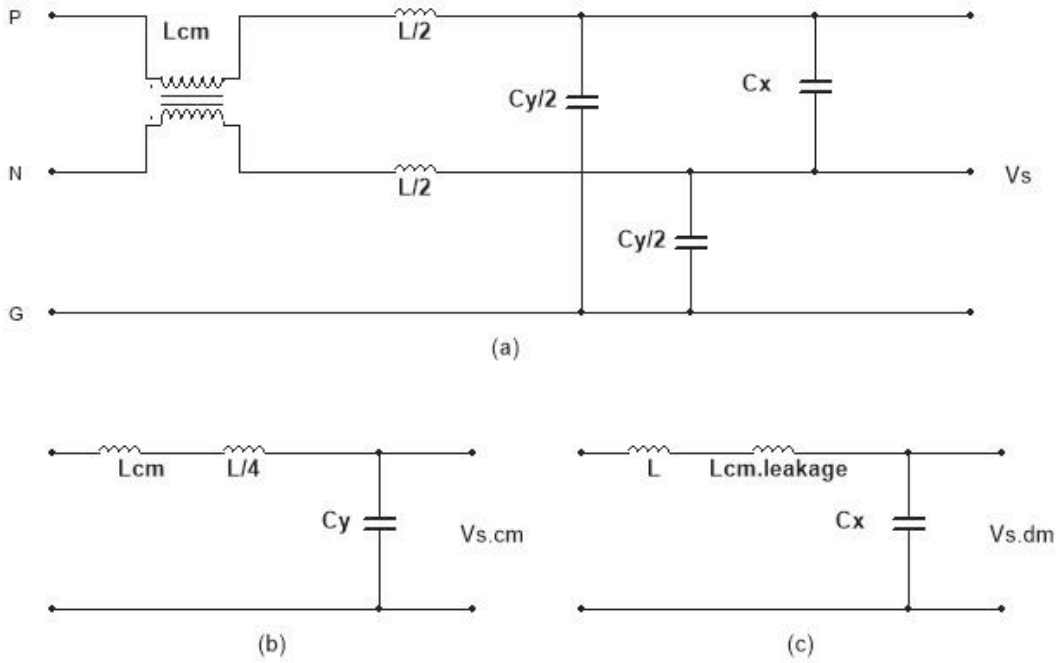 P
Lcm
L/2
Cy/2
Cx
N
L/2
Vs
Cy/2
G
(a)
Lcm
L/4
Cy
Vs.cm
(b)
L
Lcm.leakage
Cx
Vs.dm
(c)